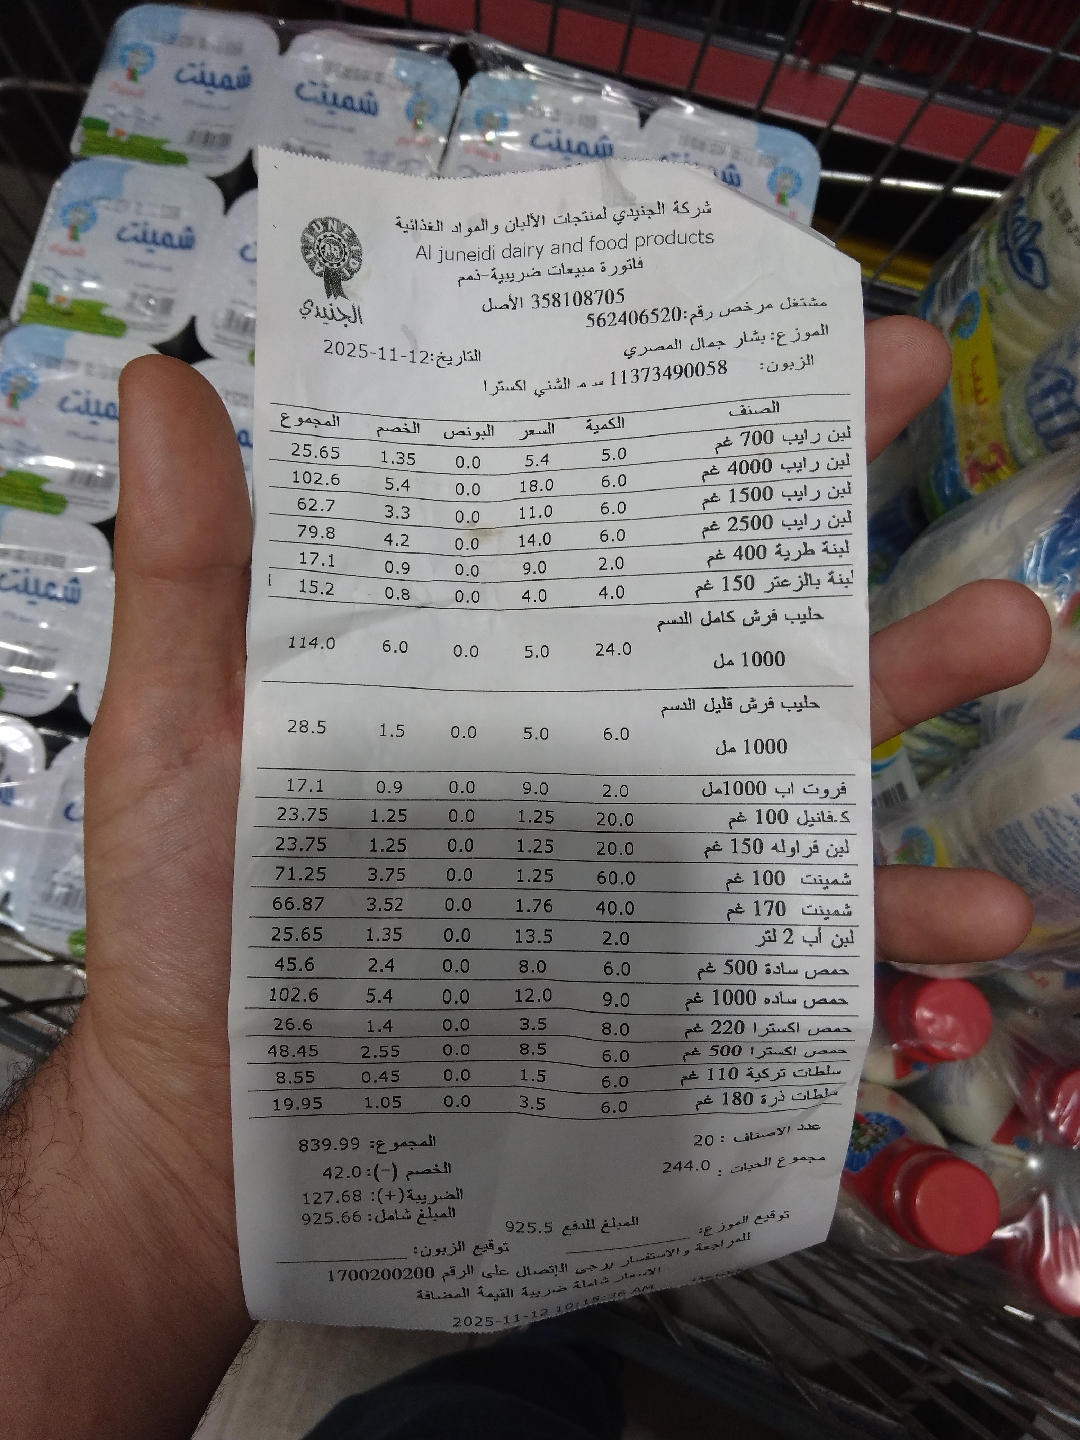 شمينت
شمينت
شمينت
شمينت
شمينت
شمينت
شمينت
شركة الجنيدي لمنتجات الألبان والمواد الغذائية
Al juneidi dairy and food products
فاتورة مبيعات ضريبية-ذمم
358108705 الأصل
مشتغل مرخص رقم:562406520
الجنيدي
الموزع: بشار جمال المصري
التاريخ:12-11-2025
الزبون: 11373490058 س م الشني اكسترا
الصنف الكمية السعر البونص الخصم المجموع
لبن رايب 700 غم 5.0 5.4 0.0 1.35 25.65
لبن رايب 4000 غم 6.0 18.0 0.0 5.4 102.6
لبن رايب 1500 غم 6.0 11.0 0.0 3.3 62.7
لبن رايب 2500 غم 6.0 14.0 0.0 4.2 79.8
لبنة طرية 400 غم 2.0 9.0 0.0 0.9 17.1
لبنة بالزعتر 150 غم 4.0 4.0 0.0 0.8 15.2
حليب فرش كامل الدسم
1000 مل 24.0 5.0 0.0 6.0 114.0
حليب فرش قليل الدسم
1000 مل 6.0 5.0 0.0 1.5 28.5
فروت اب 1000مل 2.0 9.0 0.0 0.9 17.1
ك.فانيل 100 غم 20.0 1.25 0.0 1.25 23.75
لبن فراوله 150 غم 20.0 1.25 0.0 1.25 23.75
شمينت 100 غم 60.0 1.25 0.0 3.75 71.25
شمينت 170 غم 40.0 1.76 0.0 3.52 66.87
لبن أب 2 لتر 2.0 13.5 0.0 1.35 25.65
حمص سادة 500 غم 6.0 8.0 0.0 2.4 45.6
حمص ساده 1000 غم 9.0 12.0 0.0 5.4 102.6
حمص اكسترا 220 غم 8.0 3.5 0.0 1.4 26.6
حمص اكسترا 500 غم 6.0 8.5 0.0 2.55 48.45
سلطات تركية 110 غم 6.0 1.5 0.0 0.45 8.55
سلطات ذرة 180 غم 6.0 3.5 0.0 1.05 19.95
عدد الاصناف : 20 المجموع: 839.99
مجموع الحبات : 244.0 الخصم (-):42.0
الضريبة(+): 127.68
المبلغ شامل: 925.66
المبلغ للدفع 925.5
توقيع الموزع: توقيع الزبون:
للمراجعة والاستفسار يرجى الإتصال على الرقم 1700200200
الاسعار شاملة ضريبة القيمة المضافة
2025-11-12 10:15:36 AM